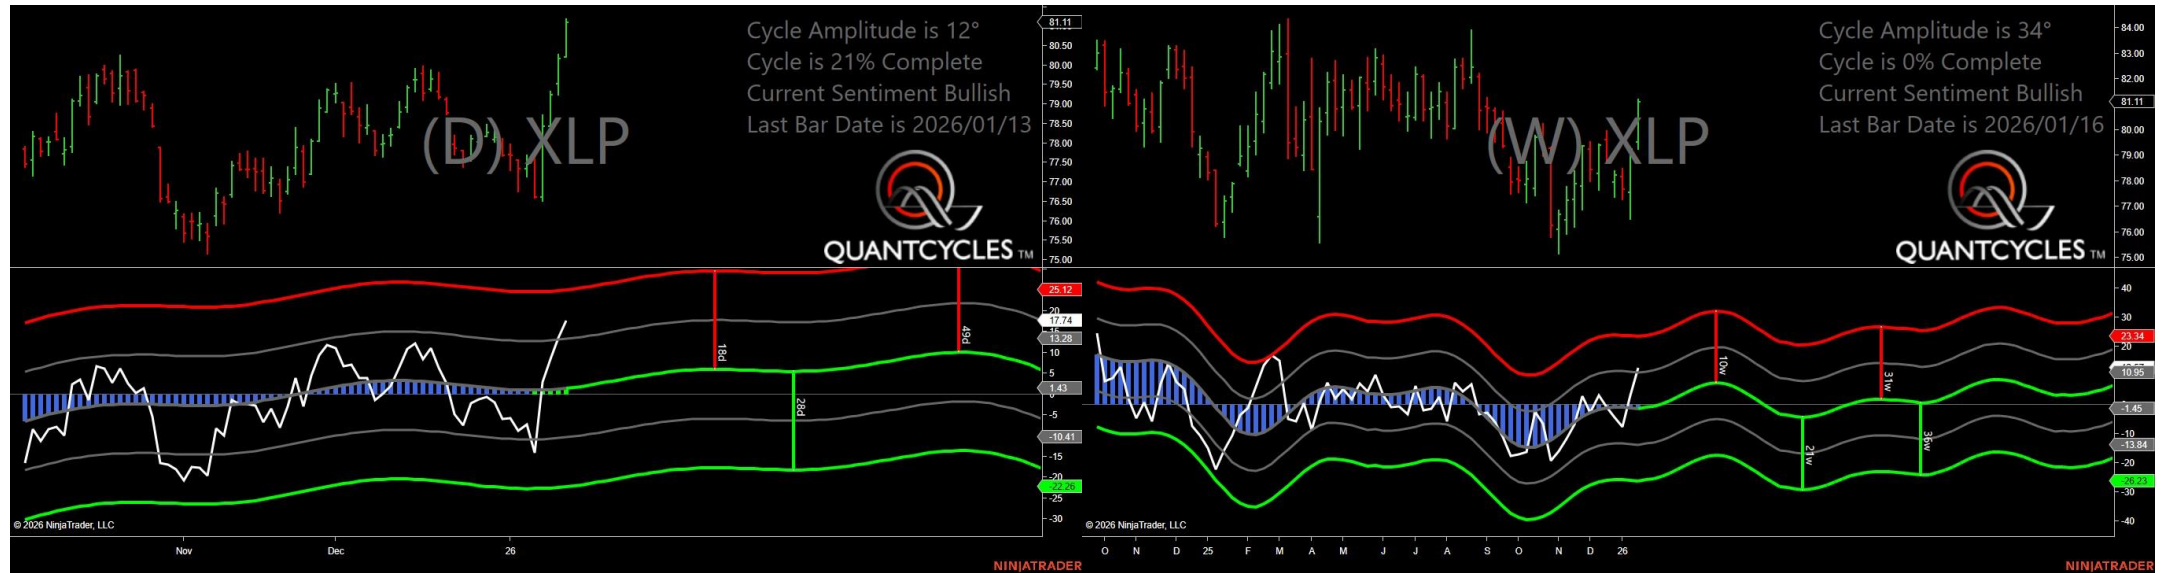 Cycle Amplitude is 12°
Cycle is 21% Complete
Current Sentiment Bullish
Last Bar Date is 2026/01/13
(D) XLP
QUANTCYCLES TM
81.11
80.50
80.00
79.50
79.00
78.50
78.00
77.50
77.00
76.50
76.00
75.50
75.00
25.12
20
17.74
15
13.28
10
5
1.43
0
-5
-10.41
-15
-20
-22.26
-25
-30
18d
28d
49d
© 2026 NinjaTrader, LLC
Nov
Dec
26
NINJATRADER
Cycle Amplitude is 34°
Cycle is 0% Complete
Current Sentiment Bullish
Last Bar Date is 2026/01/16
(W) XLP
QUANTCYCLES TM
84.00
83.00
82.00
81.11
80.00
79.00
78.00
77.00
76.00
75.00
40
30
23.34
20
10.95
-1.45
-10
-13.84
-20
-26.23
-30
-40
10w
21w
31w
36w
© 2026 NinjaTrader, LLC
O N D 25 F M A M J J A S O N D 26
NINJATRADER